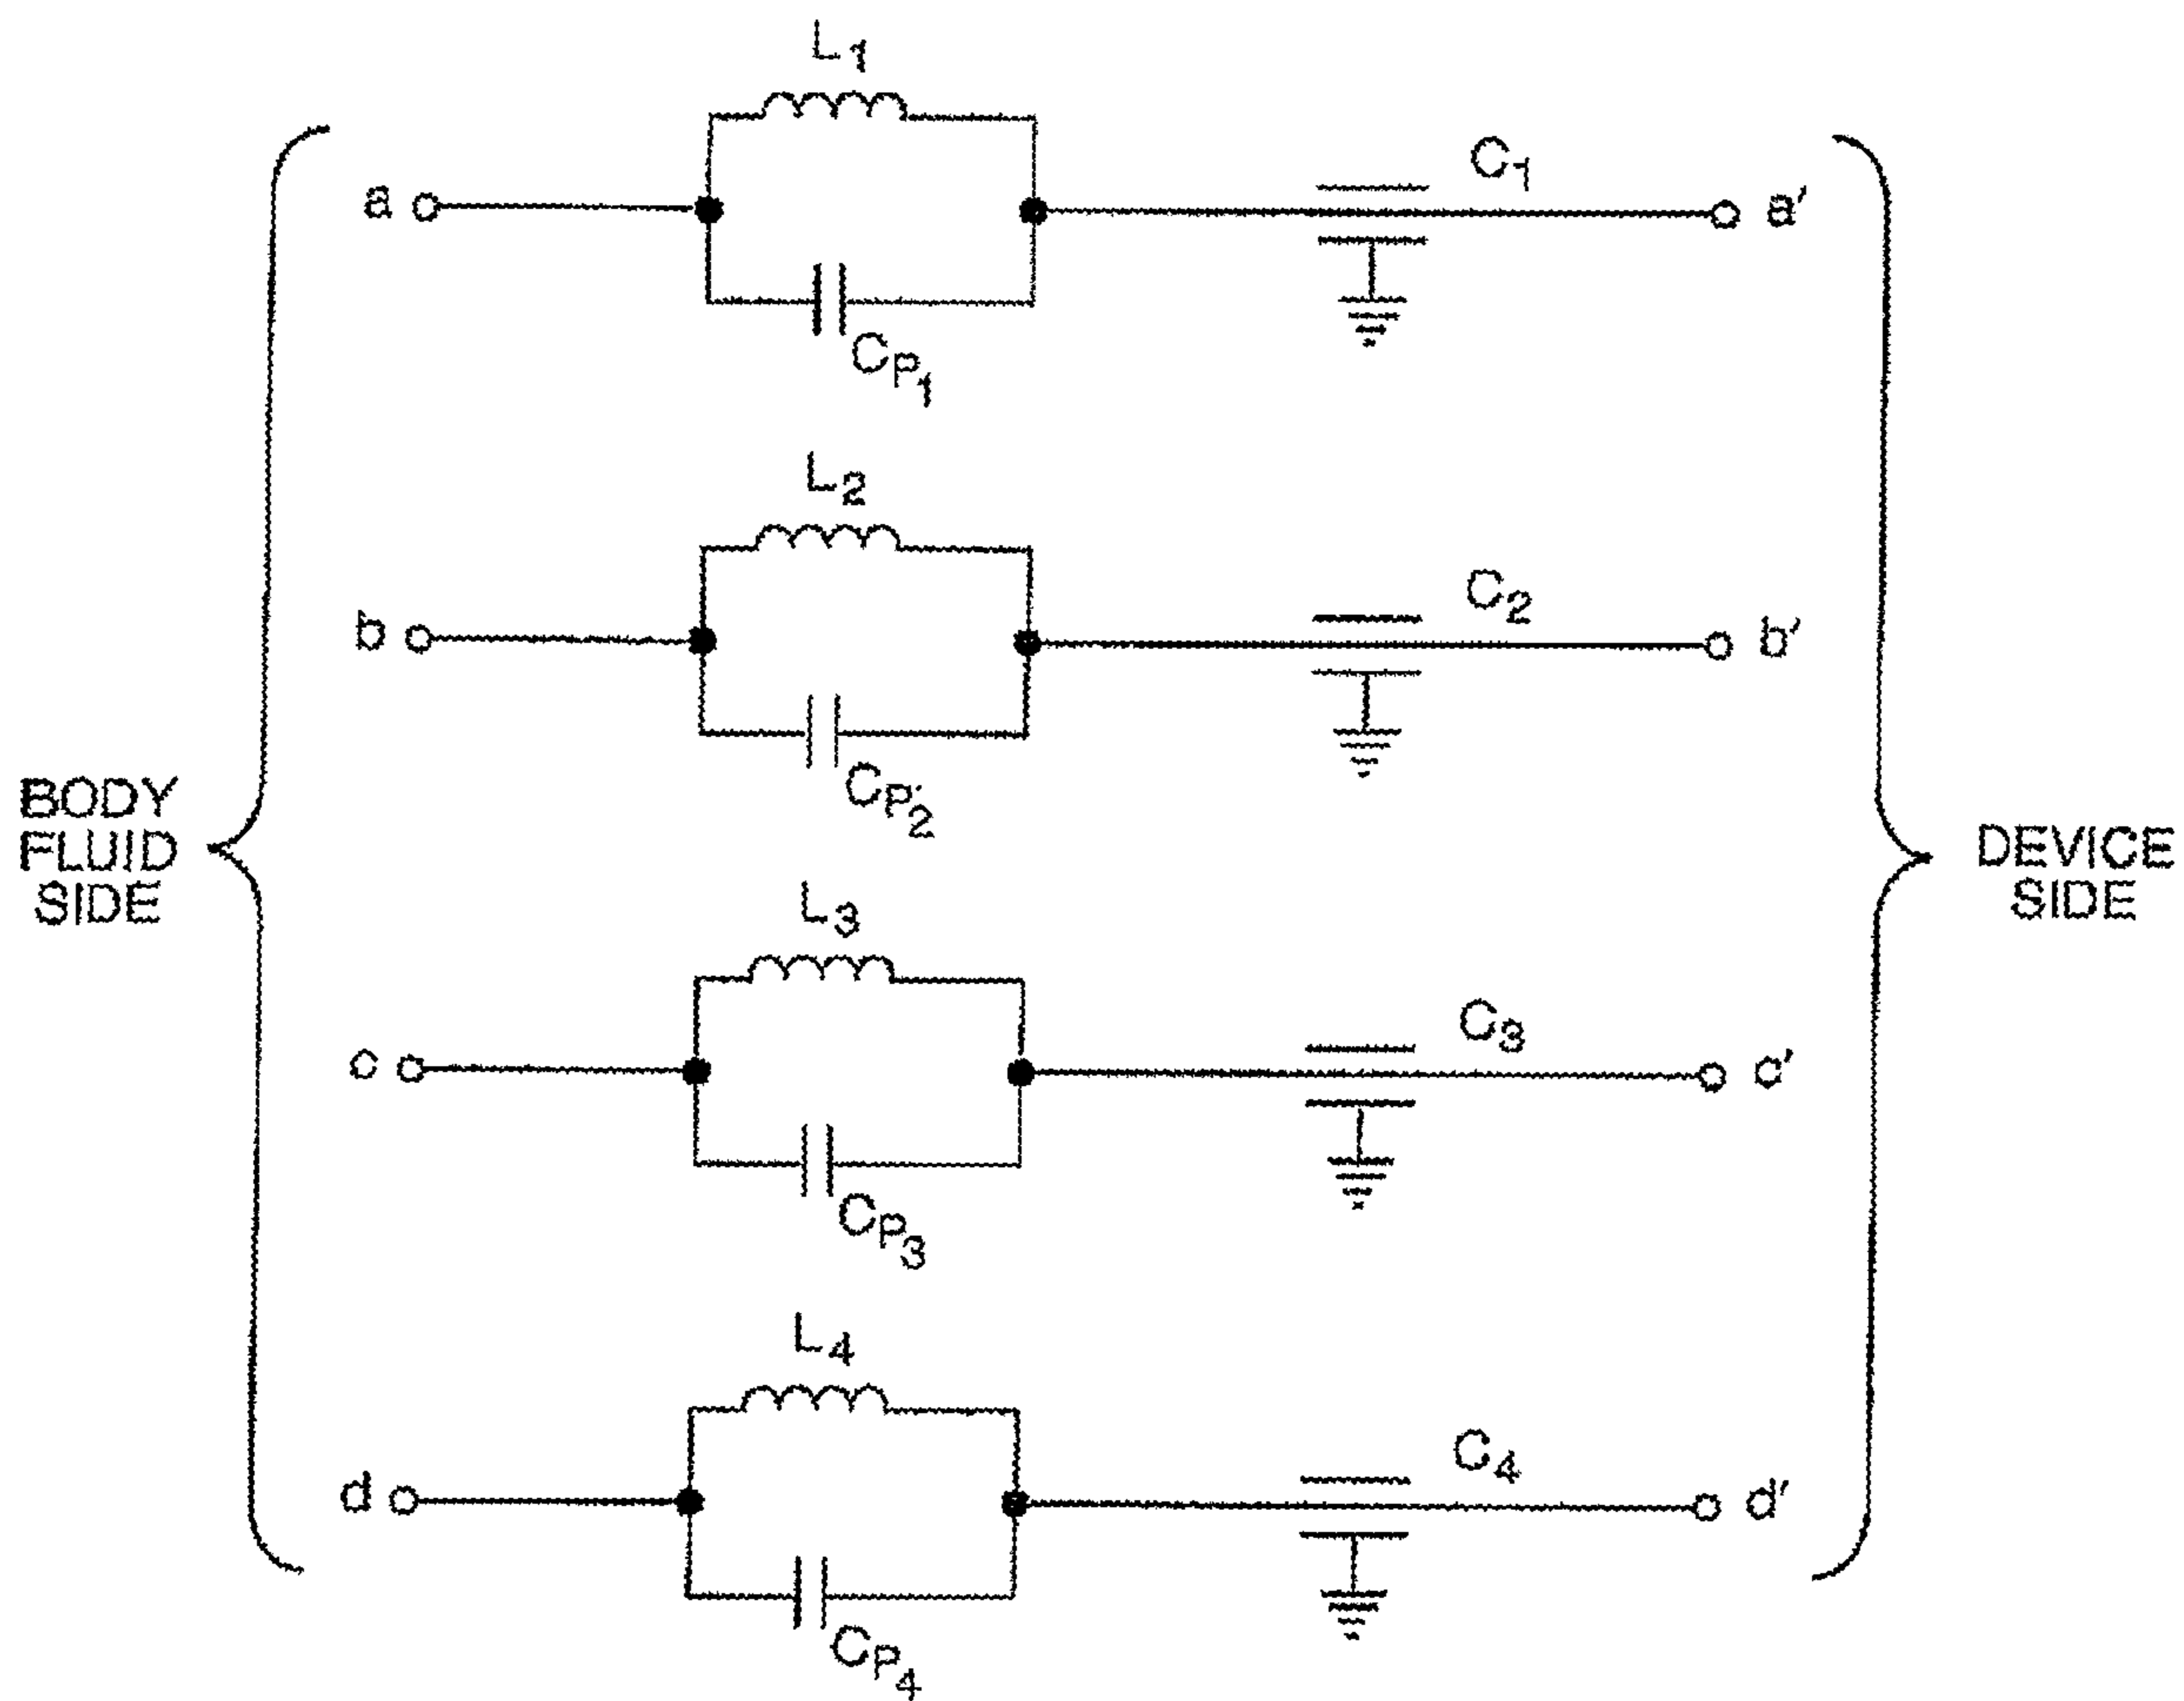 L1
C1
a
a'
CP1
L2
C2
b
b'
CP2
BODY
FLUID
SIDE
DEVICE
SIDE
L3
C3
c
c'
CP3
L4
C4
d
d'
CP4